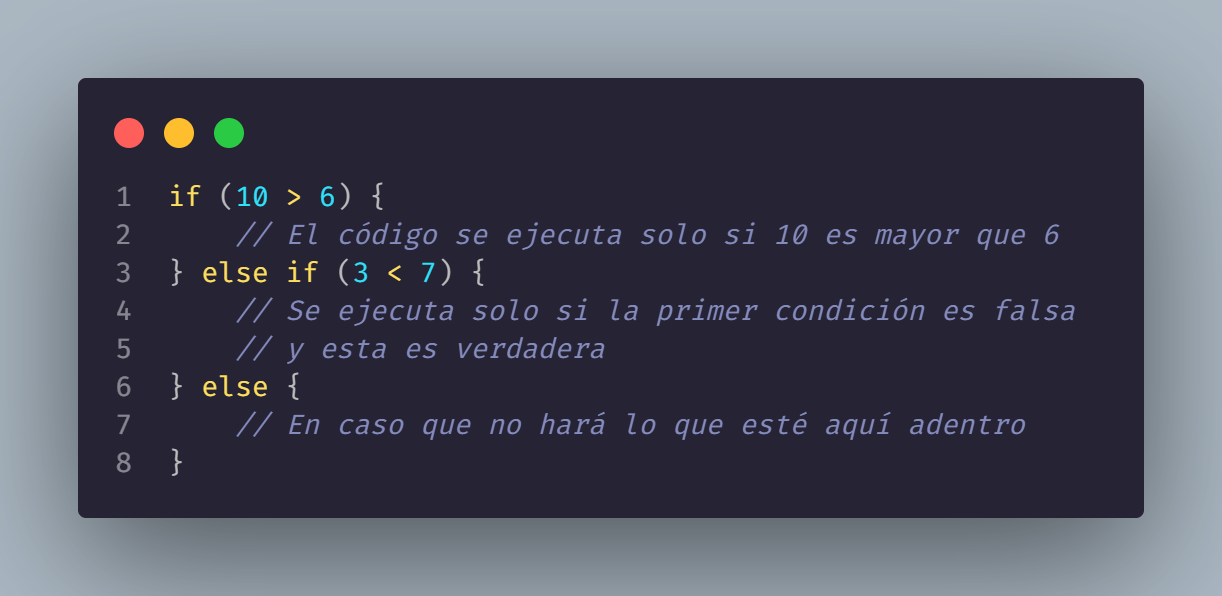 1 if (10 > 6) {
2 // El código se ejecuta solo si 10 es mayor que 6
3 } else if (3 < 7) {
4 // Se ejecuta solo si la primer condición es falsa
5 // y esta es verdadera
6 } else {
7 // En caso que no hará lo que esté aquí adentro
8 }